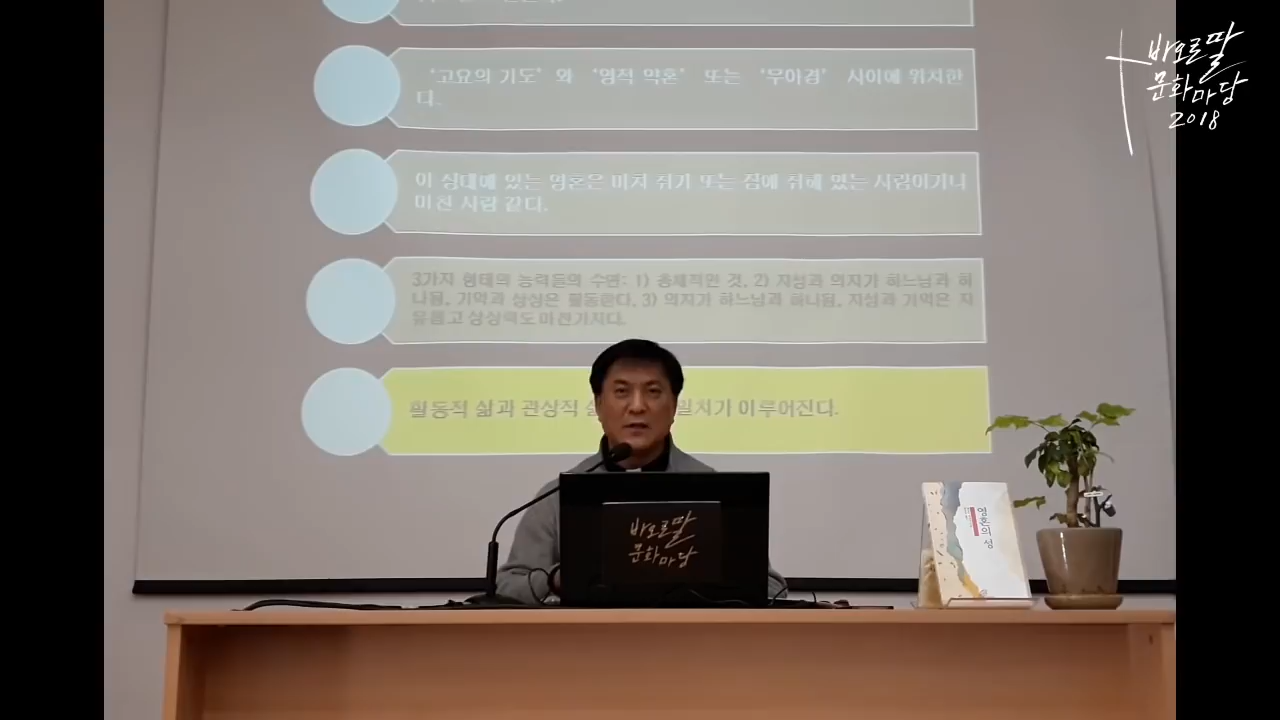 바오로딸
문화마당
2018
‘고요의 기도’ 와 ‘영적 약혼’ 또는 ‘무아경’ 사이에 위치한
다.
이 상태에 있는 영혼은 미쳐 쥐기 또는 잠에 취해 있는 사람이거나
미친 사람 같다.
3가지 형태의 능력들의 수면: 1) 총체적인 것, 2) 지성과 의지가 하느님과 하
나됨, 기억과 상상은 활동한다. 3) 의지가 하느님과 하나됨, 지성과 기억은 자
유롭고 상상력도 마찬가지다.
활동적 삶과 관상적 일치가 이루어진다.
바오로딸
문화마당
영혼의 성